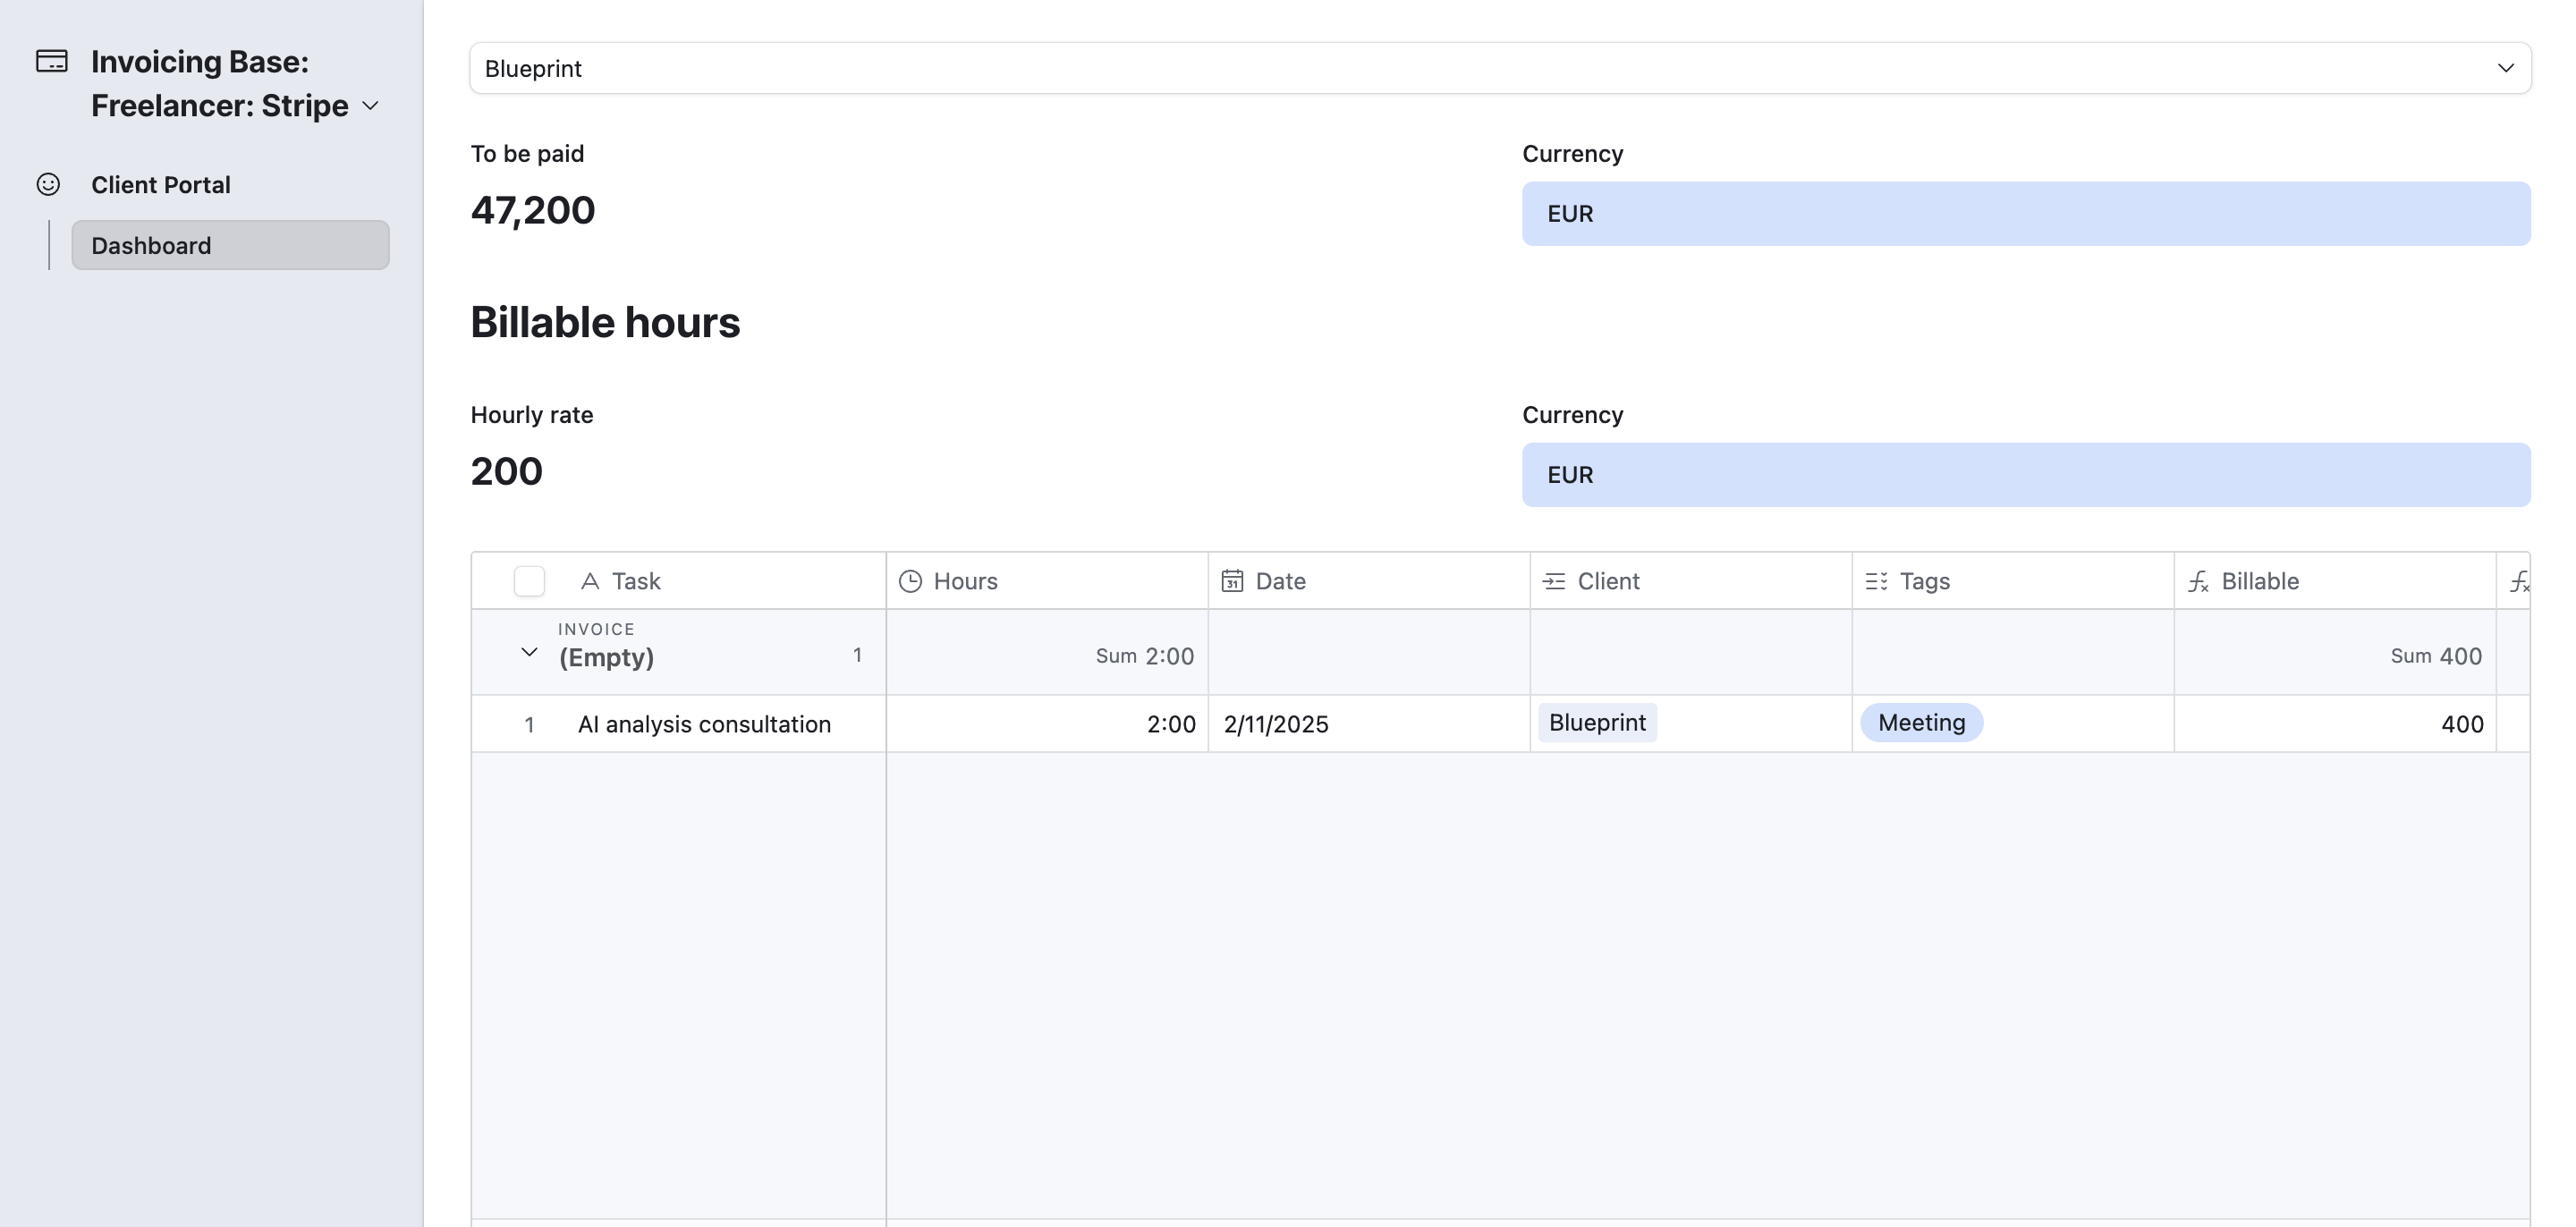 Invoicing Base:
Freelancer: Stripe
Client Portal
Dashboard
Blueprint
To be paid
Currency
47,200
EUR
Billable hours
Hourly rate
Currency
200
EUR
Task Hours Date Client Tags Billable
INVOICE
(Empty) 1 Sum 2:00 Sum 400
1 AI analysis consultation 2:00 2/11/2025 Blueprint Meeting 400